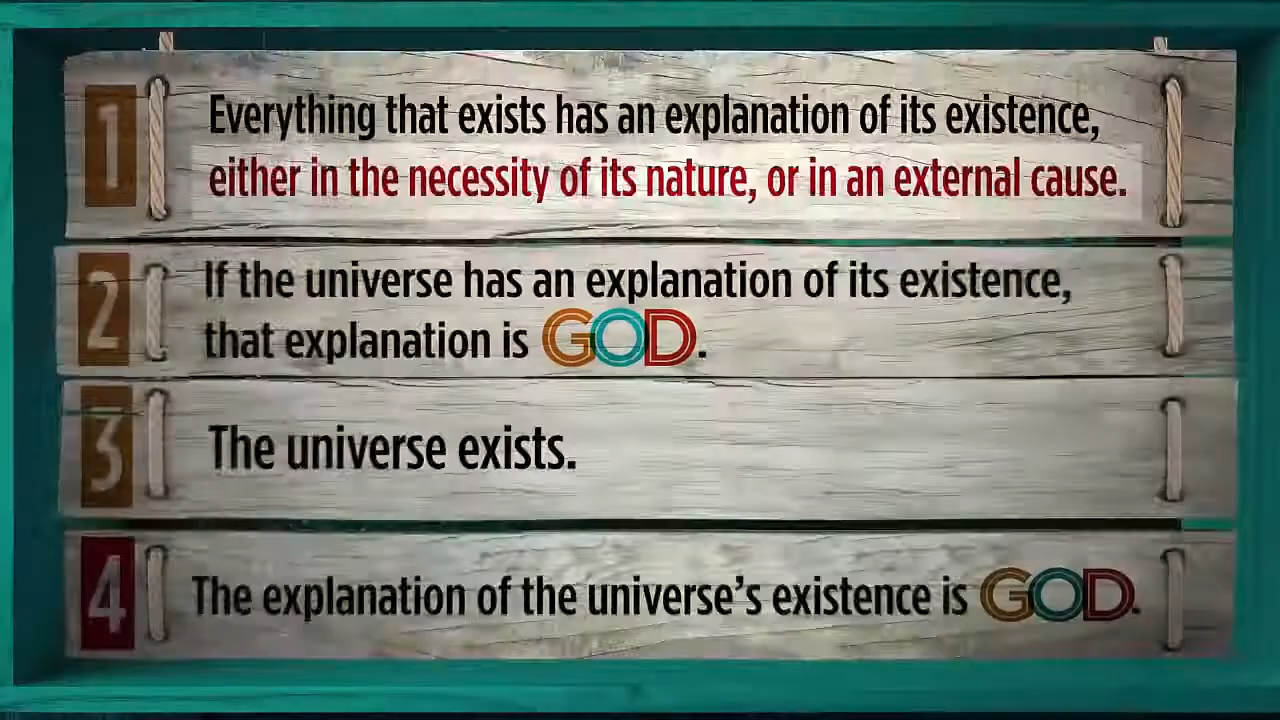 1
Everything that exists has an explanation of its existence,
either in the necessity of its nature, or in an external cause.
2
If the universe has an explanation of its existence,
that explanation is GOD.
3
The universe exists.
4
The explanation of the universe's existence is GOD.